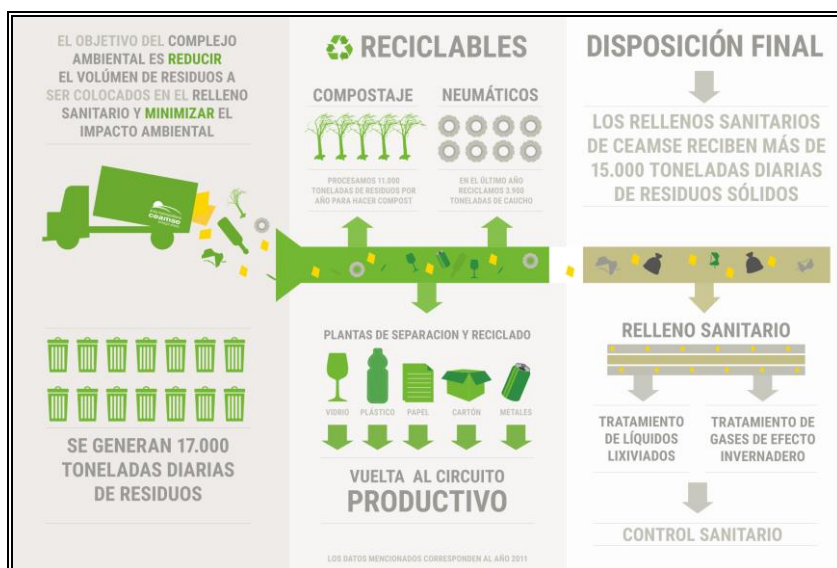 EL OBJETIVO DEL COMPLEJO
AMBIENTAL ES REDUCIR
EL VOLÚMEN DE RESIDUOS A
SER COLOCADOS EN EL RELLENO
SANITARIO Y MINIMIZAR EL
IMPACTO AMBIENTAL
ceamse
SE GENERAN 17.000
TONELADAS DIARIAS
DE RESIDUOS
RECICLABLES
COMPOSTAJE
PROCESAMOS 11.000
TONELADAS DE RESIDUOS POR
AÑO PARA HACER COMPOST
NEUMÁTICOS
EN EL ÚLTIMO AÑO
RECICLAMOS 3.900
TONELADAS DE CAUCHO
PLANTAS DE SEPARACION Y RECICLADO
VIDRIO PLÁSTICO PAPEL CARTÓN METALES
VUELTA AL CIRCUITO
PRODUCTIVO
LOS DATOS MENCIONADOS CORRESPONDEN AL AÑO 2011
DISPOSICIÓN FINAL
LOS RELLENOS SANITARIOS
DE CEAMSE RECIBEN MÁS DE
15.000 TONELADAS DIARIAS
DE RESIDUOS SÓLIDOS
RELLENO SANITARIO
TRATAMIENTO
DE LÍQUIDOS
LIXIVIADOS
TRATAMIENTO DE
GASES DE EFECTO
INVERNADERO
CONTROL SANITARIO